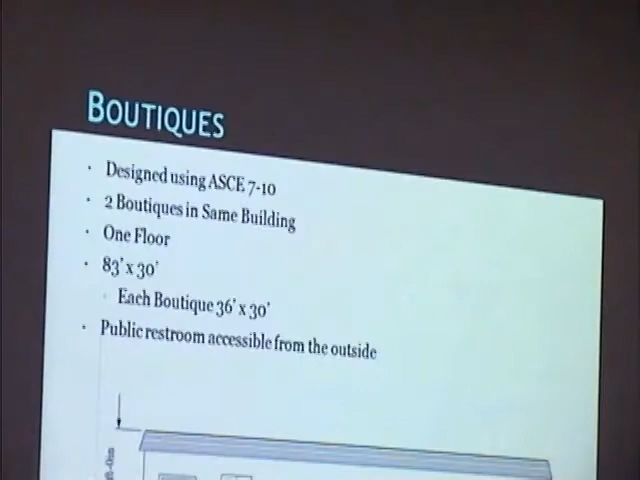 BOUTIQUES
• Designed using ASCE 7-10
• 2 Boutiques in Same Building
• One Floor
• 83' x 30'
Each Boutique 36' x 30'
• Public restroom accessible from the outside